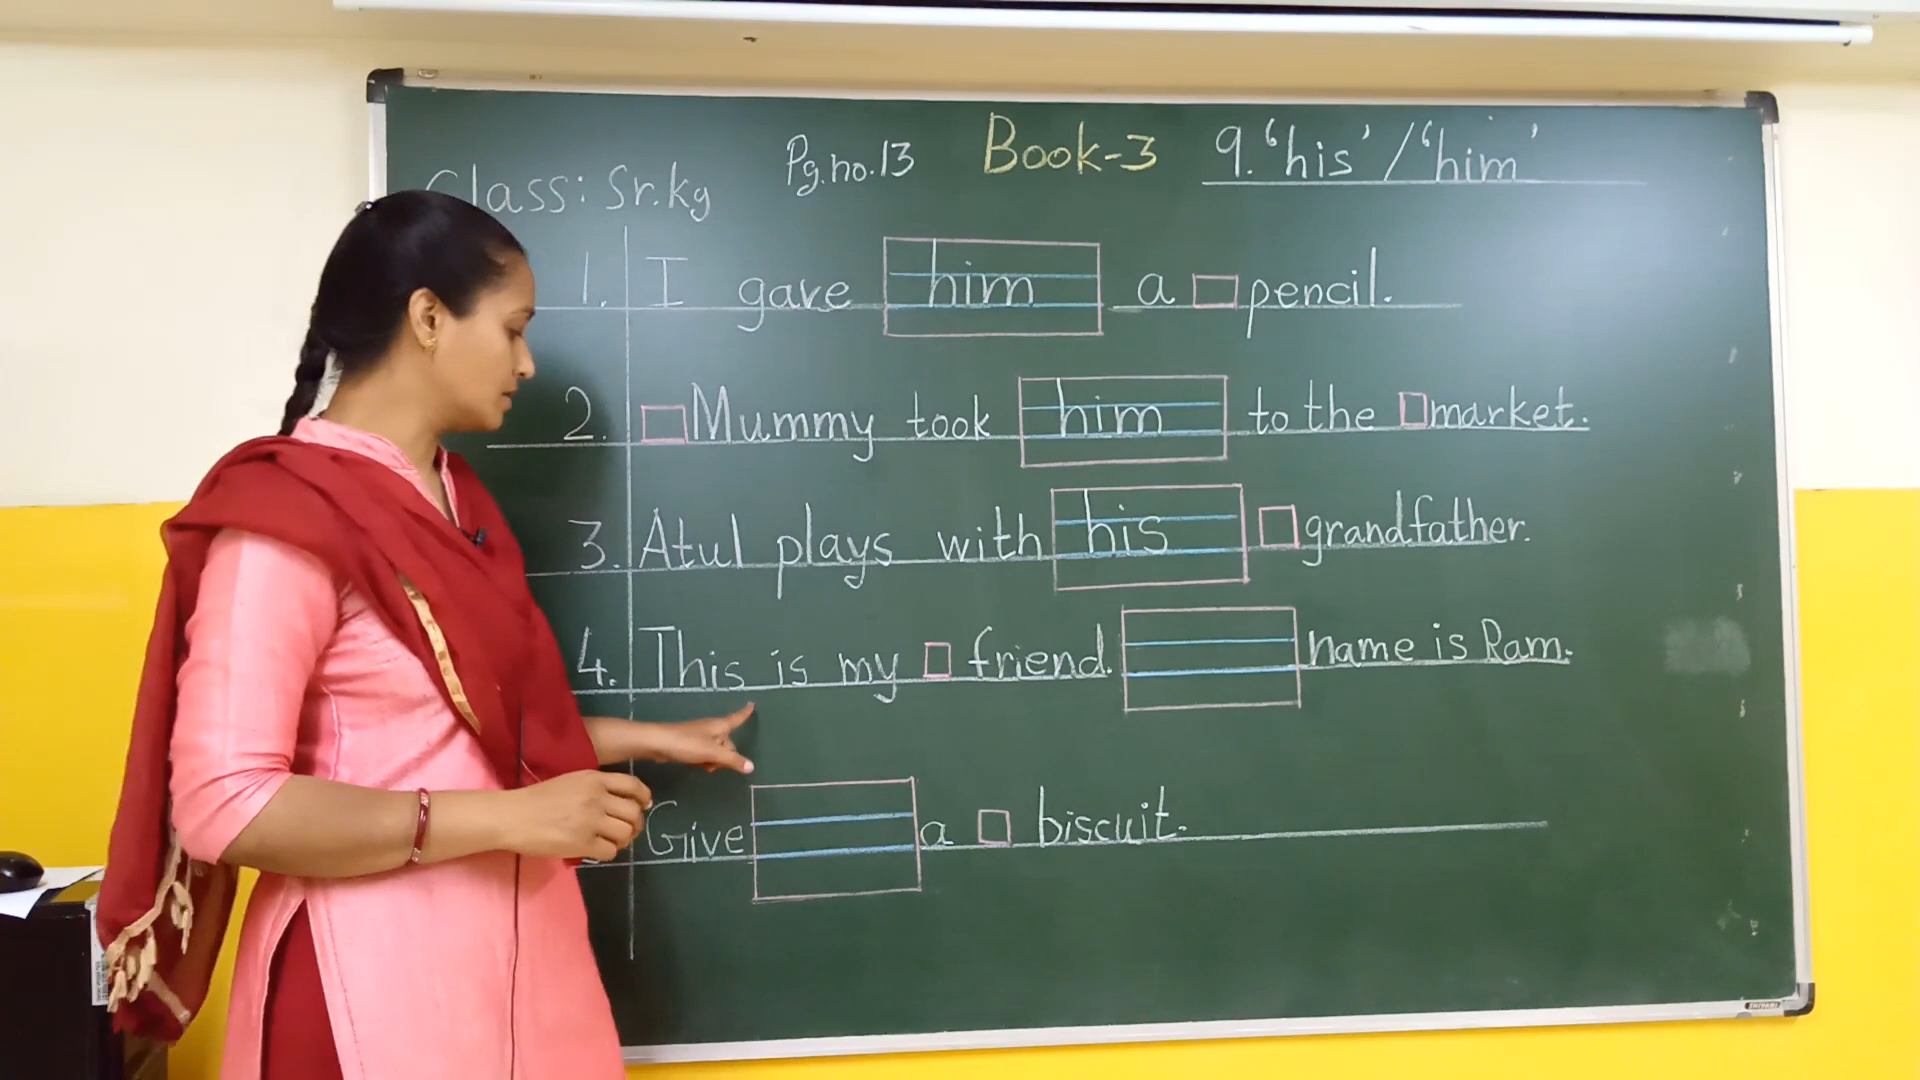 Class: Sr.kg Pg.no.13 Book-3 9. 'his' / 'him'
1. I gave him a pencil.
2. Mummy took him to the market.
3. Atul plays with his grandfather.
4. This is my friend. name is Ram.
Give a biscuit.